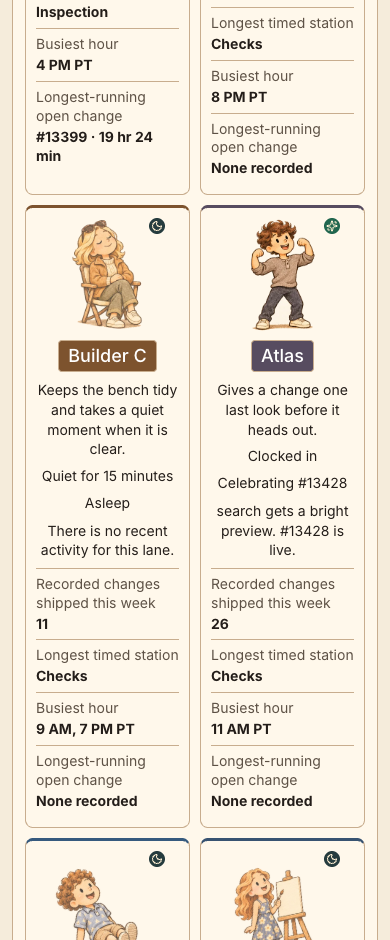 Inspection
Busiest hour
4 PM PT
Longest-running
open change
#13399 · 19 hr 24
min
Longest timed station
Checks
Busiest hour
8 PM PT
Longest-running
open change
None recorded
Builder C
Keeps the bench tidy
and takes a quiet
moment when it is
clear.
Quiet for 15 minutes
Asleep
There is no recent
activity for this lane.
Recorded changes
shipped this week
11
Longest timed station
Checks
Busiest hour
9 AM, 7 PM PT
Longest-running
open change
None recorded
Atlas
Gives a change one
last look before it
heads out.
Clocked in
Celebrating #13428
search gets a bright
preview. #13428 is
live.
Recorded changes
shipped this week
26
Longest timed station
Checks
Busiest hour
11 AM PT
Longest-running
open change
None recorded